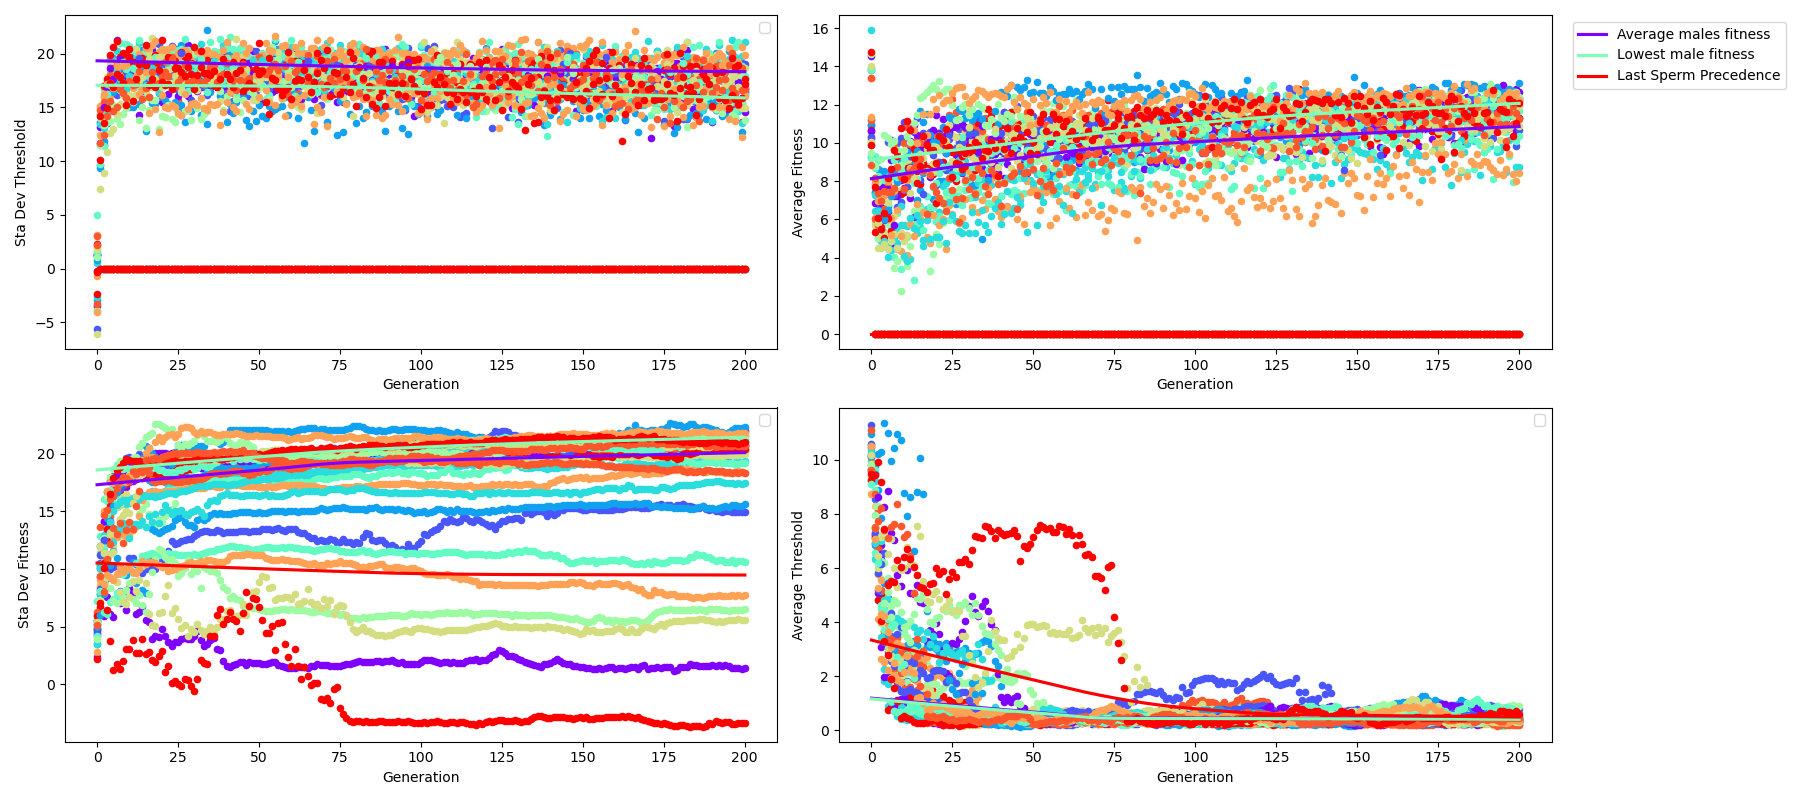 Sta Dev Threshold
20
15
10
5
0
−5
0 25 50 75 100 125 150 175 200
Generation
Average Fitness
16
14
12
10
8
6
4
2
0
0 25 50 75 100 125 150 175 200
Generation
Average males fitness
Lowest male fitness
Last Sperm Precedence
Sta Dev Fitness
20
15
10
5
0
0 25 50 75 100 125 150 175 200
Generation
Average Threshold
10
8
6
4
2
0
0 25 50 75 100 125 150 175 200
Generation